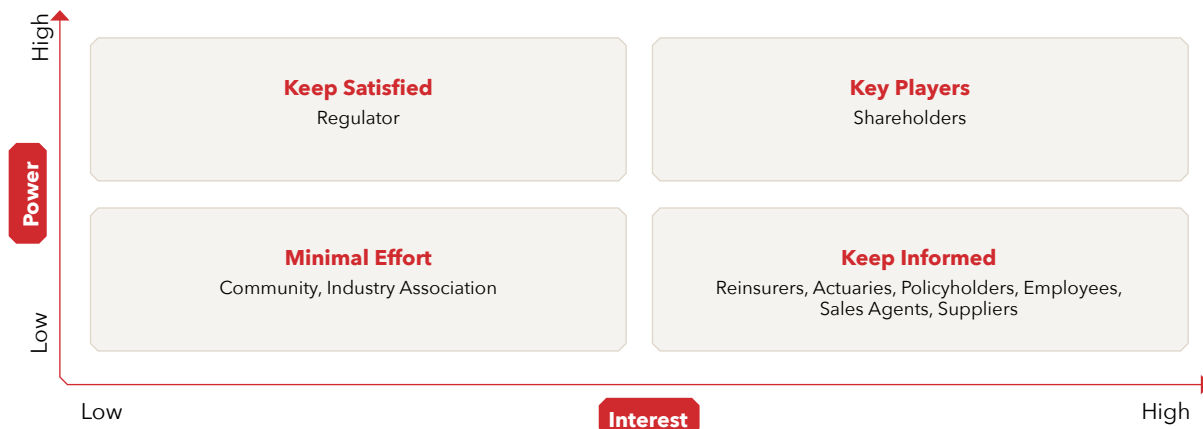 High
Keep Satisfied
Regulator
Key Players
Shareholders
Power
Minimal Effort
Community, Industry Association
Keep Informed
Reinsurers, Actuaries, Policyholders, Employees,
Sales Agents, Suppliers
Low
Low
Interest
High